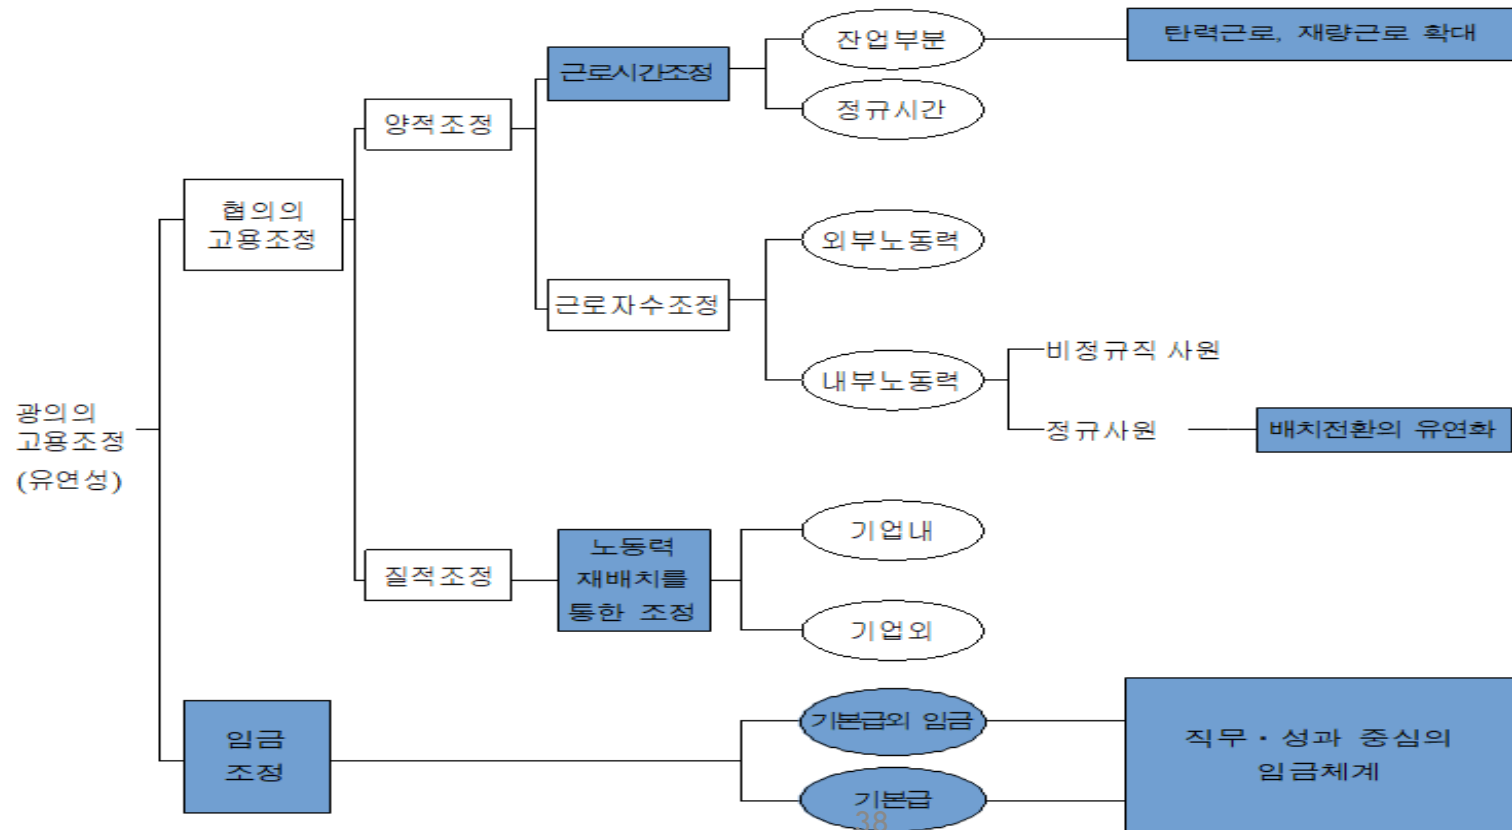 잔업부분
탄력근로, 재량근로 확대
근로시간조정
정규시간
양적조정
협의의
고용조정
외부노동력
근로자수조정
비정규직 사원
내부노동력
광의의
고용조정
(유연성)
정규사원
배치전환의 유연화
기업내
노동력
재배치를
통한 조정
질적조정
기업외
기본급외 임금
임금
조정
직무·성과 중심의
임금체계
기본급
38